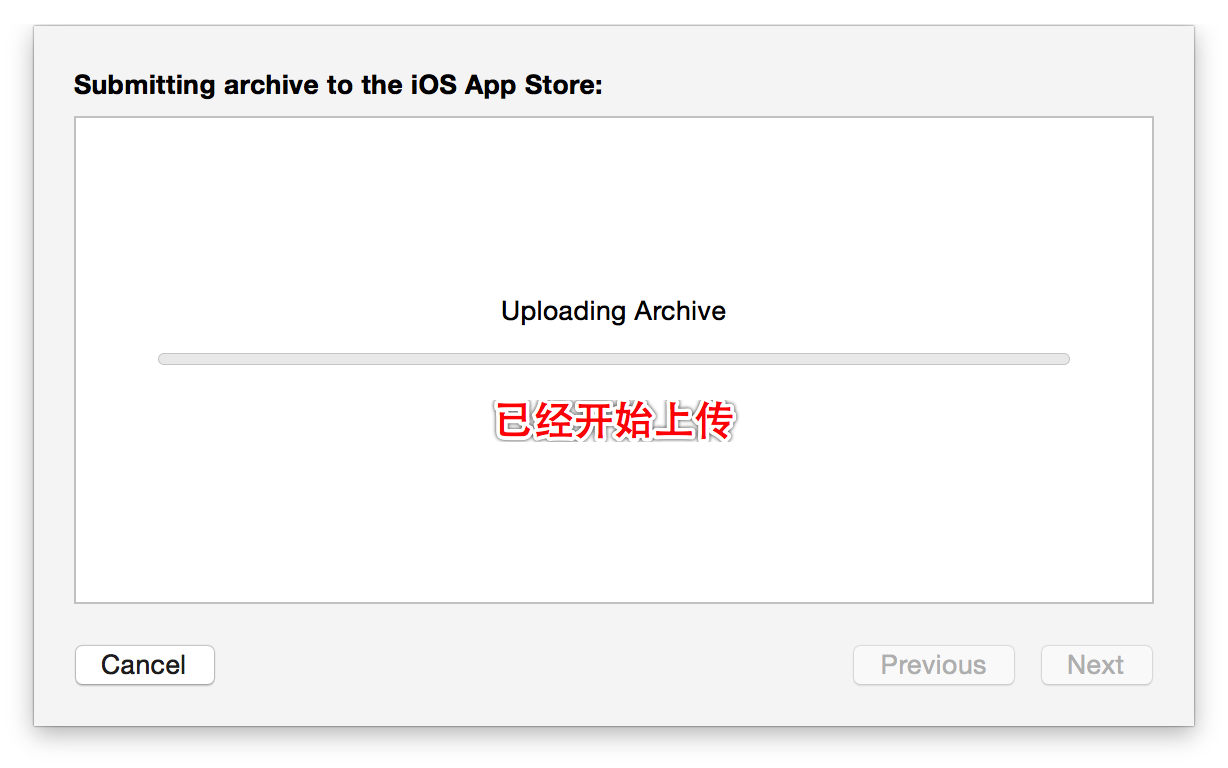 Submitting archive to the iOS App Store:
Uploading Archive
已经开始上传
Cancel
Previous
Next